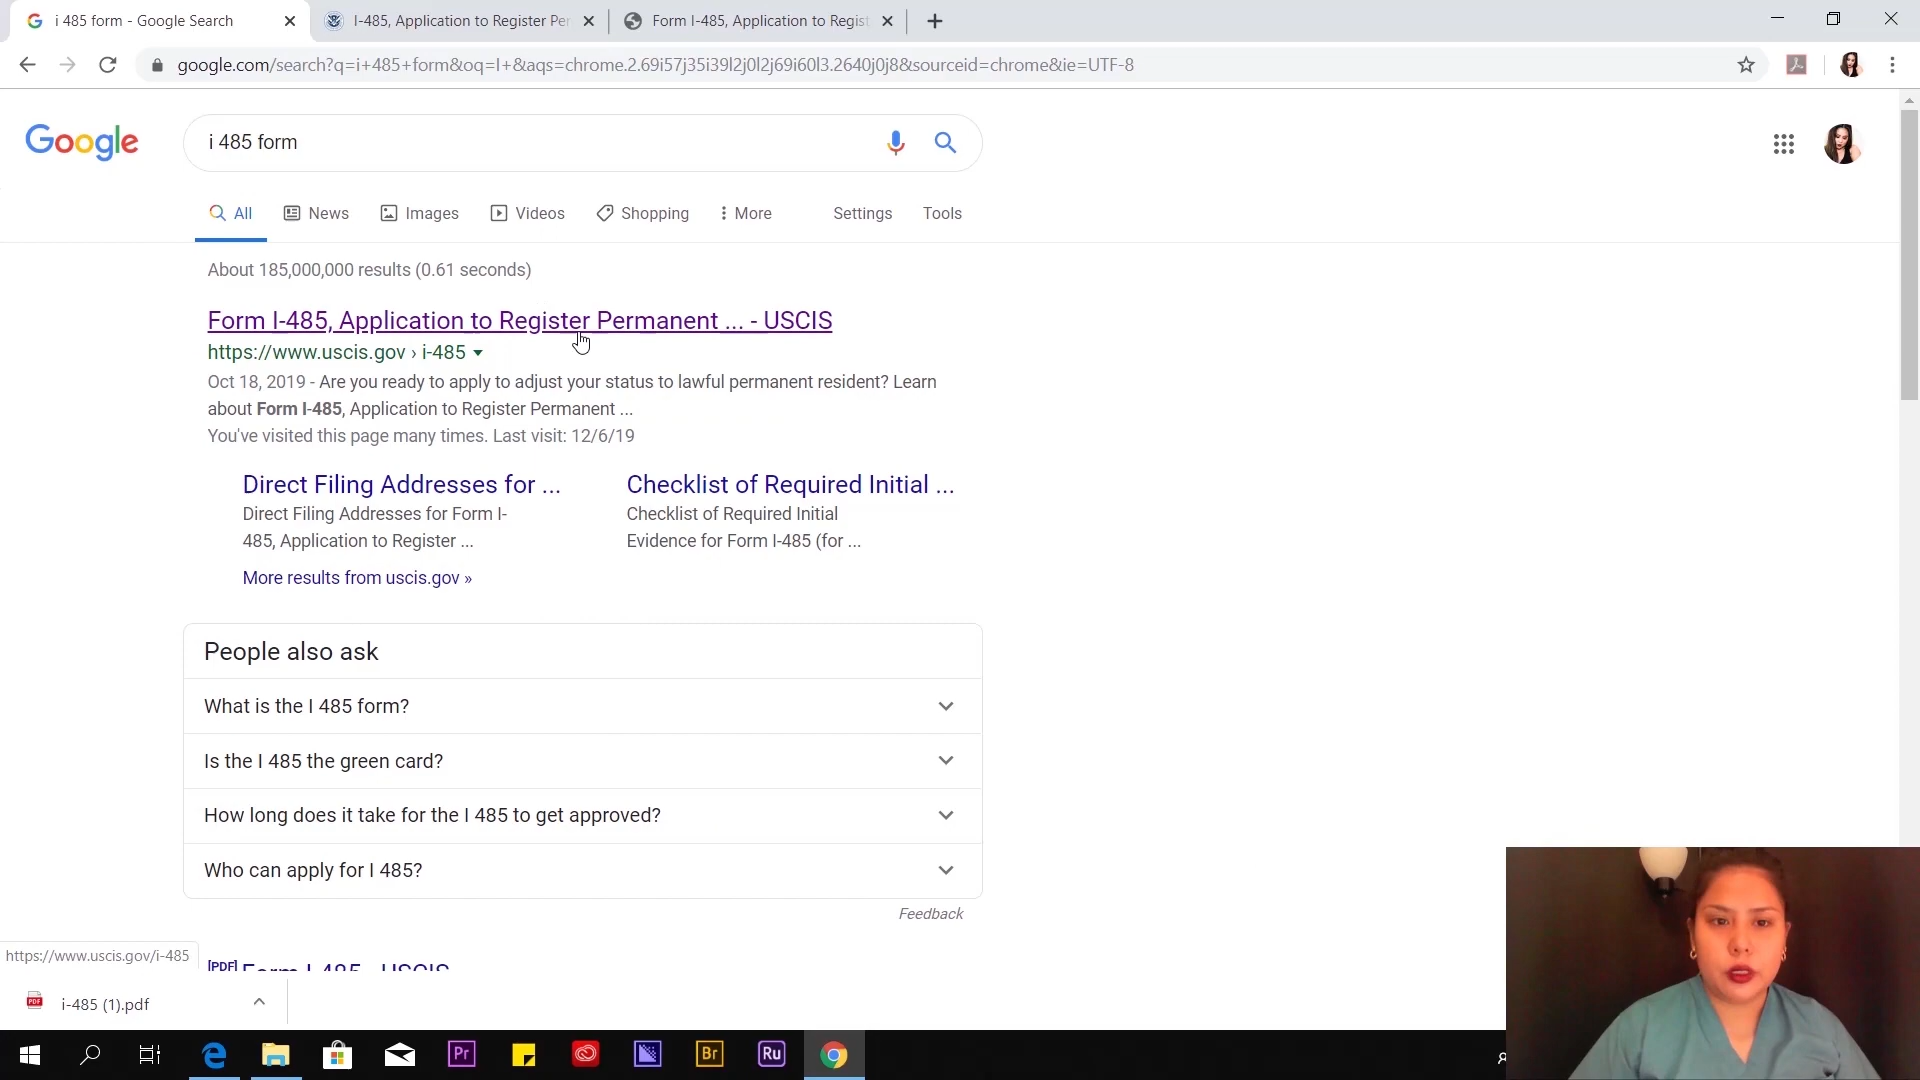 i 485 form - Google Search
I-485, Application to Register Per
Form I-485, Application to Regist
google.com/search?q=i+485+form&oq=I+&aqs=chrome.2.69i57j35i39l2j0l2j69i60l3.2640j0j8&sourceid=chrome&ie=UTF-8
Google
i 485 form
All
News
Images
Videos
Shopping
More
Settings
Tools
About 185,000,000 results (0.61 seconds)
Form I-485, Application to Register Permanent ... - USCIS
https://www.uscis.gov › i-485
Oct 18, 2019 - Are you ready to apply to adjust your status to lawful permanent resident? Learn
about Form I-485, Application to Register Permanent ...
You've visited this page many times. Last visit: 12/6/19
Direct Filing Addresses for ...
Direct Filing Addresses for Form I-
485, Application to Register ...
Checklist of Required Initial ...
Checklist of Required Initial
Evidence for Form I-485 (for ...
More results from uscis.gov »
People also ask
What is the I 485 form?
Is the I 485 the green card?
How long does it take for the I 485 to get approved?
Who can apply for I 485?
Feedback
https://www.uscis.gov/i-485
[PDF] Form I-485 - USCIS
PDF
i-485 (1).pdf
Pr
Br
Ru